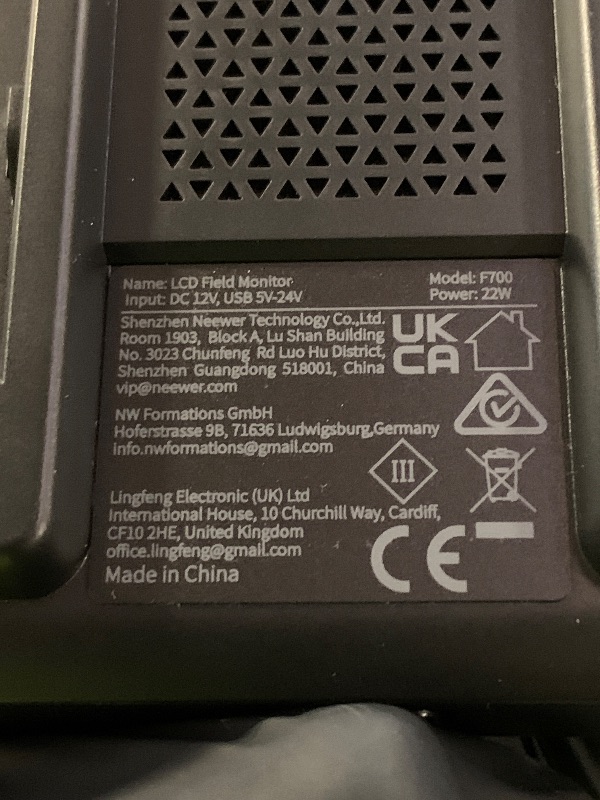 Name: LCD Field Monitor
Model: F700
Input: DC 12V, USB 5V-24V
Power: 22W
Shenzhen Neewer Technology Co.,Ltd.
Room 1903, Block A, Lu Shan Building
No. 3023 Chunfeng Rd Luo Hu District,
Shenzhen Guangdong 518001, China
vip@neewer.com
UK
CA
NW Formations GmbH
Hoferstrasse 9B, 71636 Ludwigsburg,Germany
info.nwformations@gmail.com
III
Lingfeng Electronic (UK) Ltd
International House, 10 Churchill Way, Cardiff,
CF10 2HE, United Kingdom
office.lingfeng@gmail.com
Made in China
CE